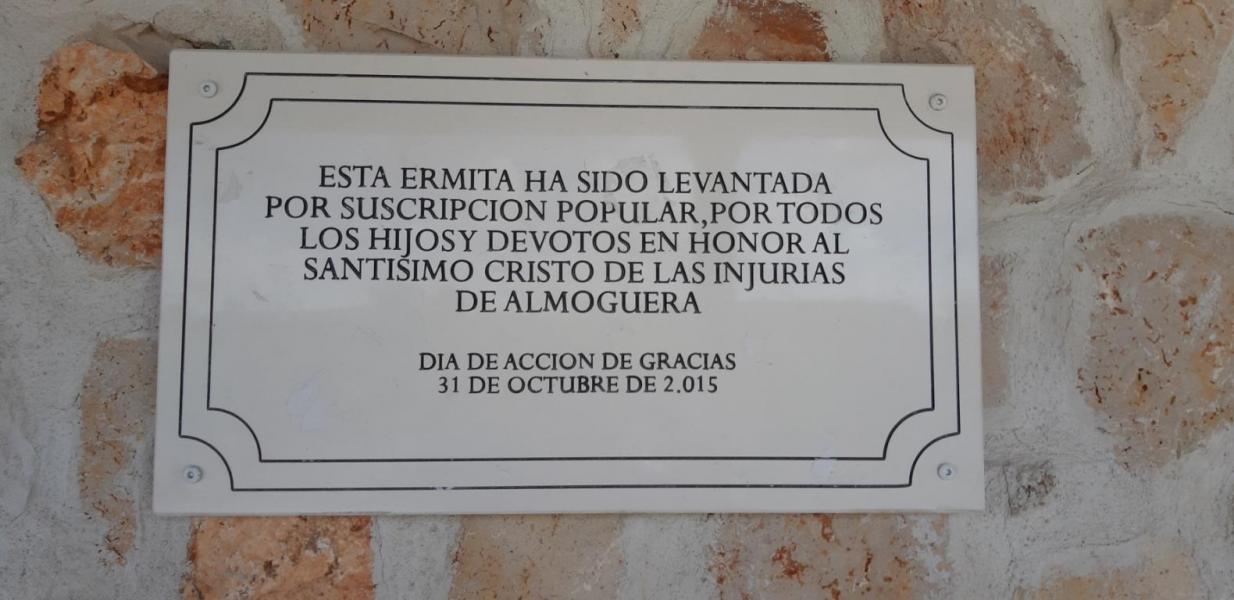 ESTA ERMITA HA SIDO LEVANTADA
POR SUSCRIPCION POPULAR,POR TODOS
LOS HIJOS Y DEVOTOS EN HONOR AL
SANTISIMO CRISTO DE LAS INJURIAS
DE ALMOGUERA
DIA DE ACCION DE GRACIAS
31 DE OCTUBRE DE 2.015